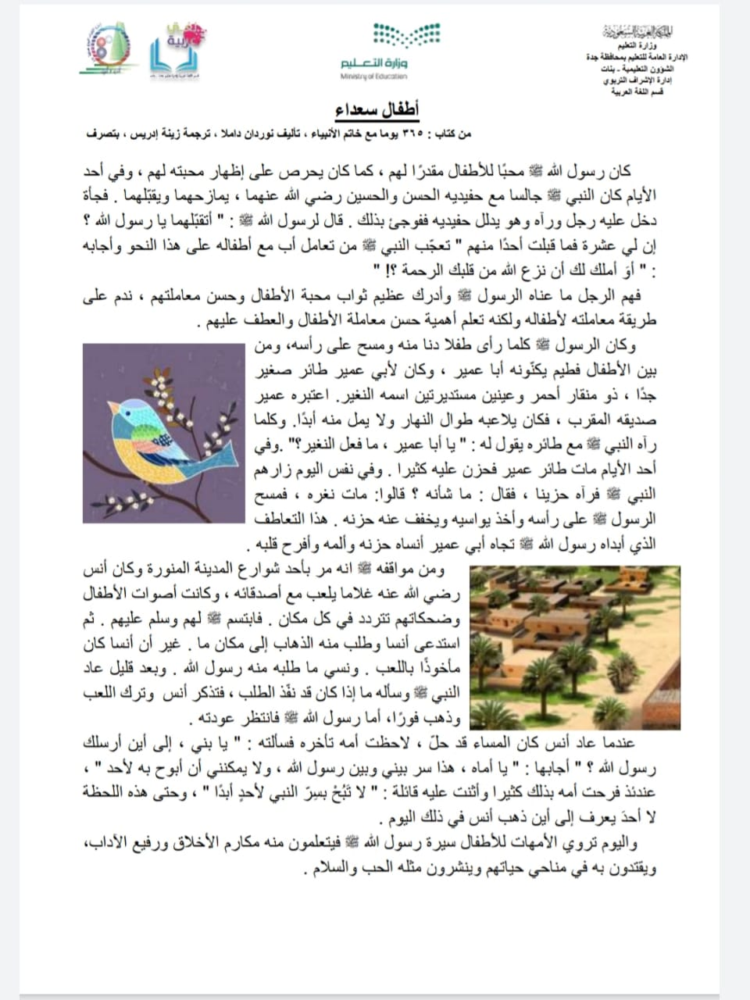 المملكة العربية السعودية
وزارة التعليم
الإدارة العامة للتعليم بمحافظة جدة
الشؤون التعليمية - بنات
إدارة الإشراف التربوي
قسم اللغة العربية
وزارة التعليم
Ministry of Education
عربية
أطفال سعداء
من كتاب : ٣٦٥ يوما مع خاتم الأنبياء ، تأليف نوردان داملا ، ترجمة زينة إدريس ، بتصرف
كان رسول الله ﷺ محبًا للأطفال مقدرًا لهم ، كما كان يحرص على إظهار محبته لهم ، وفي أحد
الأيام كان النبي ﷺ جالسا مع حفيديه الحسن والحسين رضي الله عنهما ، يمازحهما ويقبّلهما . فجأة
دخل عليه رجل ورآه وهو يدلل حفيديه ففوجئ بذلك . قال لرسول الله ﷺ : " أتقبّلهما يا رسول الله ؟
إن لي عشرة فما قبلت أحدًا منهم " تعجّب النبي ﷺ من تعامل أب مع أطفاله على هذا النحو وأجابه
: " أوَ أملك لك أن نزع الله من قلبك الرحمة ؟! "
فهم الرجل ما عناه الرسول ﷺ وأدرك عظيم ثواب محبة الأطفال وحسن معاملتهم ، ندم على
طريقة معاملته لأطفاله ولكنه تعلم أهمية حسن معاملة الأطفال والعطف عليهم .
وكان الرسول ﷺ كلما رأى طفلا دنا منه ومسح على رأسه، ومن
بين الأطفال فطيم يكنّونه أبا عمير ، وكان لأبي عمير طائر صغير
جدًا ، ذو منقار أحمر وعينين مستديرتين اسمه النغير. اعتبره عمير
صديقه المقرب ، فكان يلاعبه طوال النهار ولا يمل منه أبدًا. وكلما
رآه النبي ﷺ مع طائره يقول له : " يا أبا عمير ، ما فعل النغير؟" .وفي
أحد الأيام مات طائر عمير فحزن عليه كثيرا . وفي نفس اليوم زارهم
النبي ﷺ فرآه حزينا ، فقال : ما شأنه ؟ قالوا: مات نغره ، فمسح
الرسول ﷺ على رأسه وأخذ يواسيه ويخفف عنه حزنه . هذا التعاطف
الذي أبداه رسول الله ﷺ تجاه أبي عمير أنساه حزنه وألمه وأفرح قلبه .
ومن مواقفه ﷺ انه مر بأحد شوارع المدينة المنورة وكان أنس
رضي الله عنه غلاما يلعب مع أصدقائه ، وكانت أصوات الأطفال
وضحكاتهم تتردد في كل مكان . فابتسم ﷺ لهم وسلم عليهم . ثم
استدعى أنسا وطلب منه الذهاب إلى مكان ما . غير أن أنسا كان
مأخوذًا باللعب . ونسي ما طلبه منه رسول الله . وبعد قليل عاد
النبي ﷺ وسأله ما إذا كان قد نفّذ الطلب ، فتذكر أنس وترك اللعب
وذهب فورًا، أما رسول الله ﷺ فانتظر عودته .
عندما عاد أنس كان المساء قد حلّ ، لاحظت أمه تأخره فسألته : " يا بني ، إلى أين أرسلك
رسول الله ؟ " أجابها : " يا أماه ، هذا سر بيني وبين رسول الله ، ولا يمكنني أن أبوح به لأحد " ،
عندئذ فرحت أمه بذلك كثيرا وأثنت عليه قائلة : " لا تَبُحْ بسِرّ النبي لأحدٍ أبدًا " ، وحتى هذه اللحظة
لا أحدَ يعرف إلى أين ذهب أنس في ذلك اليوم .
واليوم تروي الأمهات للأطفال سيرة رسول الله ﷺ فيتعلمون منه مكارم الأخلاق ورفيع الآداب،
ويقتدون به في مناحي حياتهم وينشرون مثله الحب والسلام .